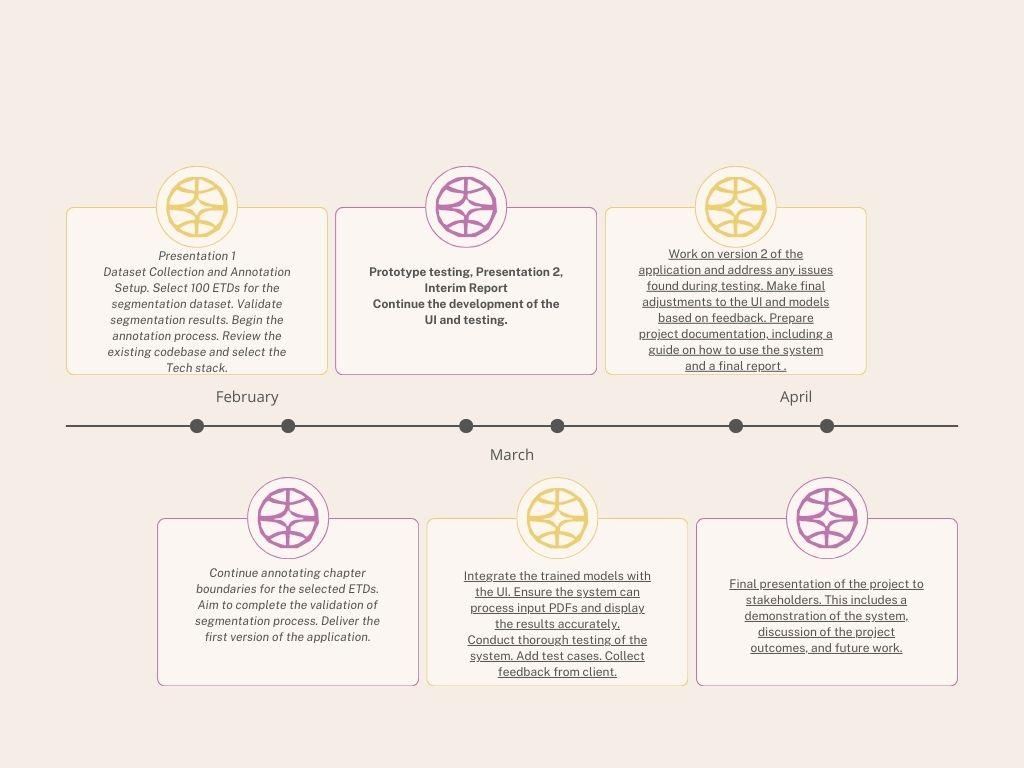 Presentation 1
Dataset Collection and Annotation
Setup. Select 100 ETDs for the
segmentation dataset. Validate
segmentation results. Begin the
annotation process. Review the
existing codebase and select the
Tech stack.
Prototype testing, Presentation 2,
Interim Report
Continue the development of the
UI and testing.
Work on version 2 of the
application and address any issues
found during testing. Make final
adjustments to the UI and models
based on feedback. Prepare
project documentation, including a
guide on how to use the system
and a final report .
February
April
March
Continue annotating chapter
boundaries for the selected ETDs.
Aim to complete the validation of
segmentation process. Deliver the
first version of the application.
Integrate the trained models with
the UI. Ensure the system can
process input PDFs and display
the results accurately.
Conduct thorough testing of the
system. Add test cases. Collect
feedback from client.
Final presentation of the project to
stakeholders. This includes a
demonstration of the system,
discussion of the project
outcomes, and future work.